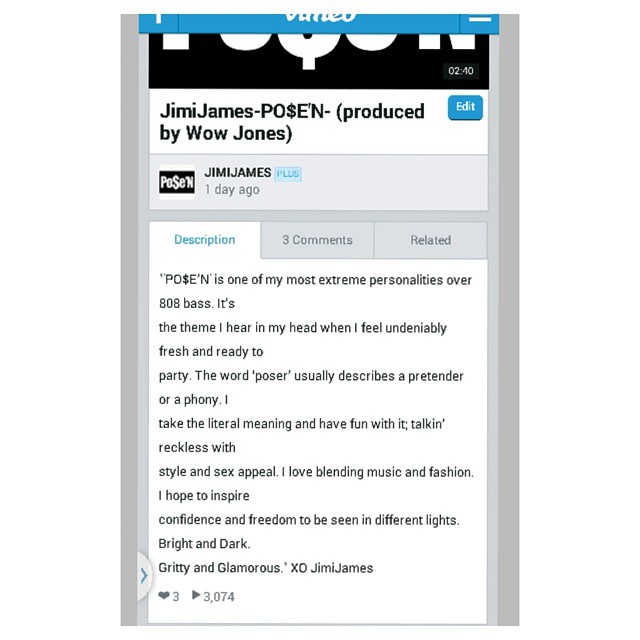 vimeo
PO$E'N
02:40
JimiJames-PO$E'N- (produced
by Wow Jones)
Edit
PO$e'N
JIMIJAMES PLUS
1 day ago
Description
3 Comments
Related
"PO$E'N' is one of my most extreme personalities over
808 bass. It's
the theme I hear in my head when I feel undeniably
fresh and ready to
party. The word 'poser' usually describes a pretender
or a phony. I
take the literal meaning and have fun with it; talkin'
reckless with
style and sex appeal. I love blending music and fashion.
I hope to inspire
confidence and freedom to be seen in different lights.
Bright and Dark.
Gritty and Glamorous." XO JimiJames
3 3,074